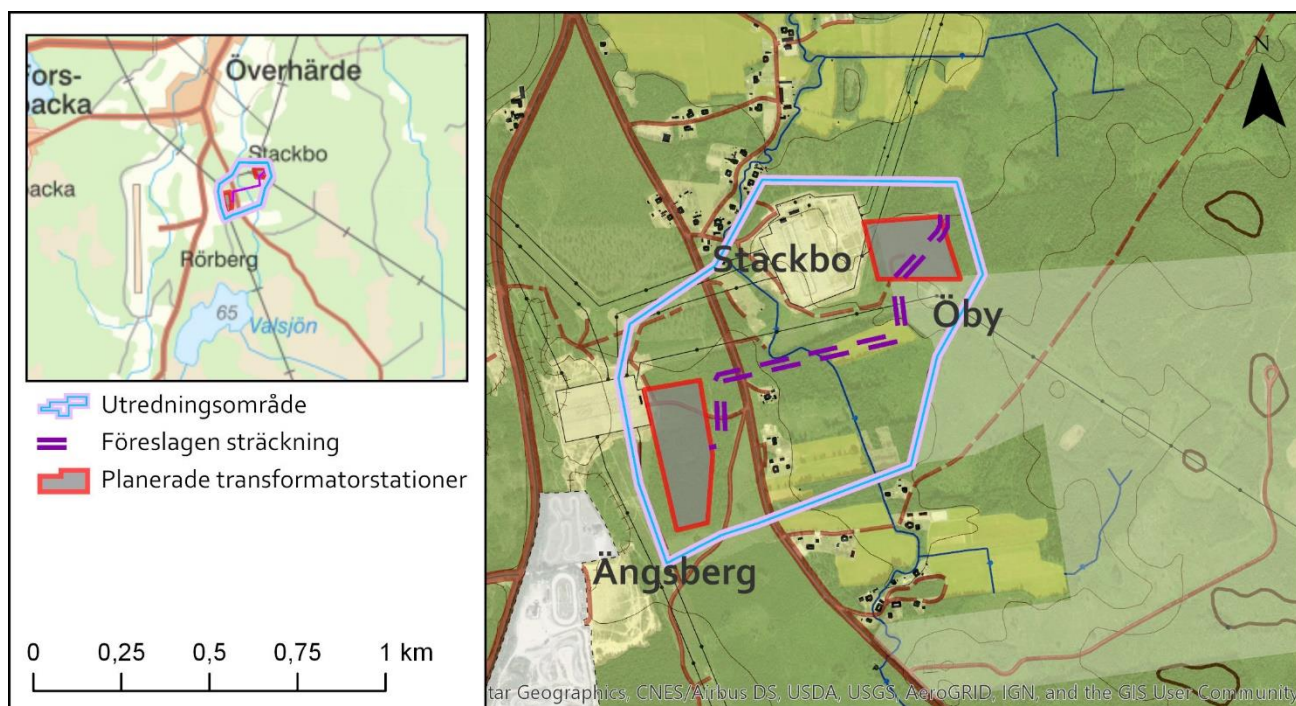 Fors-
backa
Överhärde
Stackbo
backa
Rörberg
65
Valsjön
Utredningsområde
Föreslagen sträckning
Planerade transformatorstationer
0 0,25 0,5 0,75 1 km
N
Stackbo
Öby
Ängsberg
tar Geographics, CNES/Airbus DS, USDA, USGS, AeroGRID, IGN, and the GIS User Community